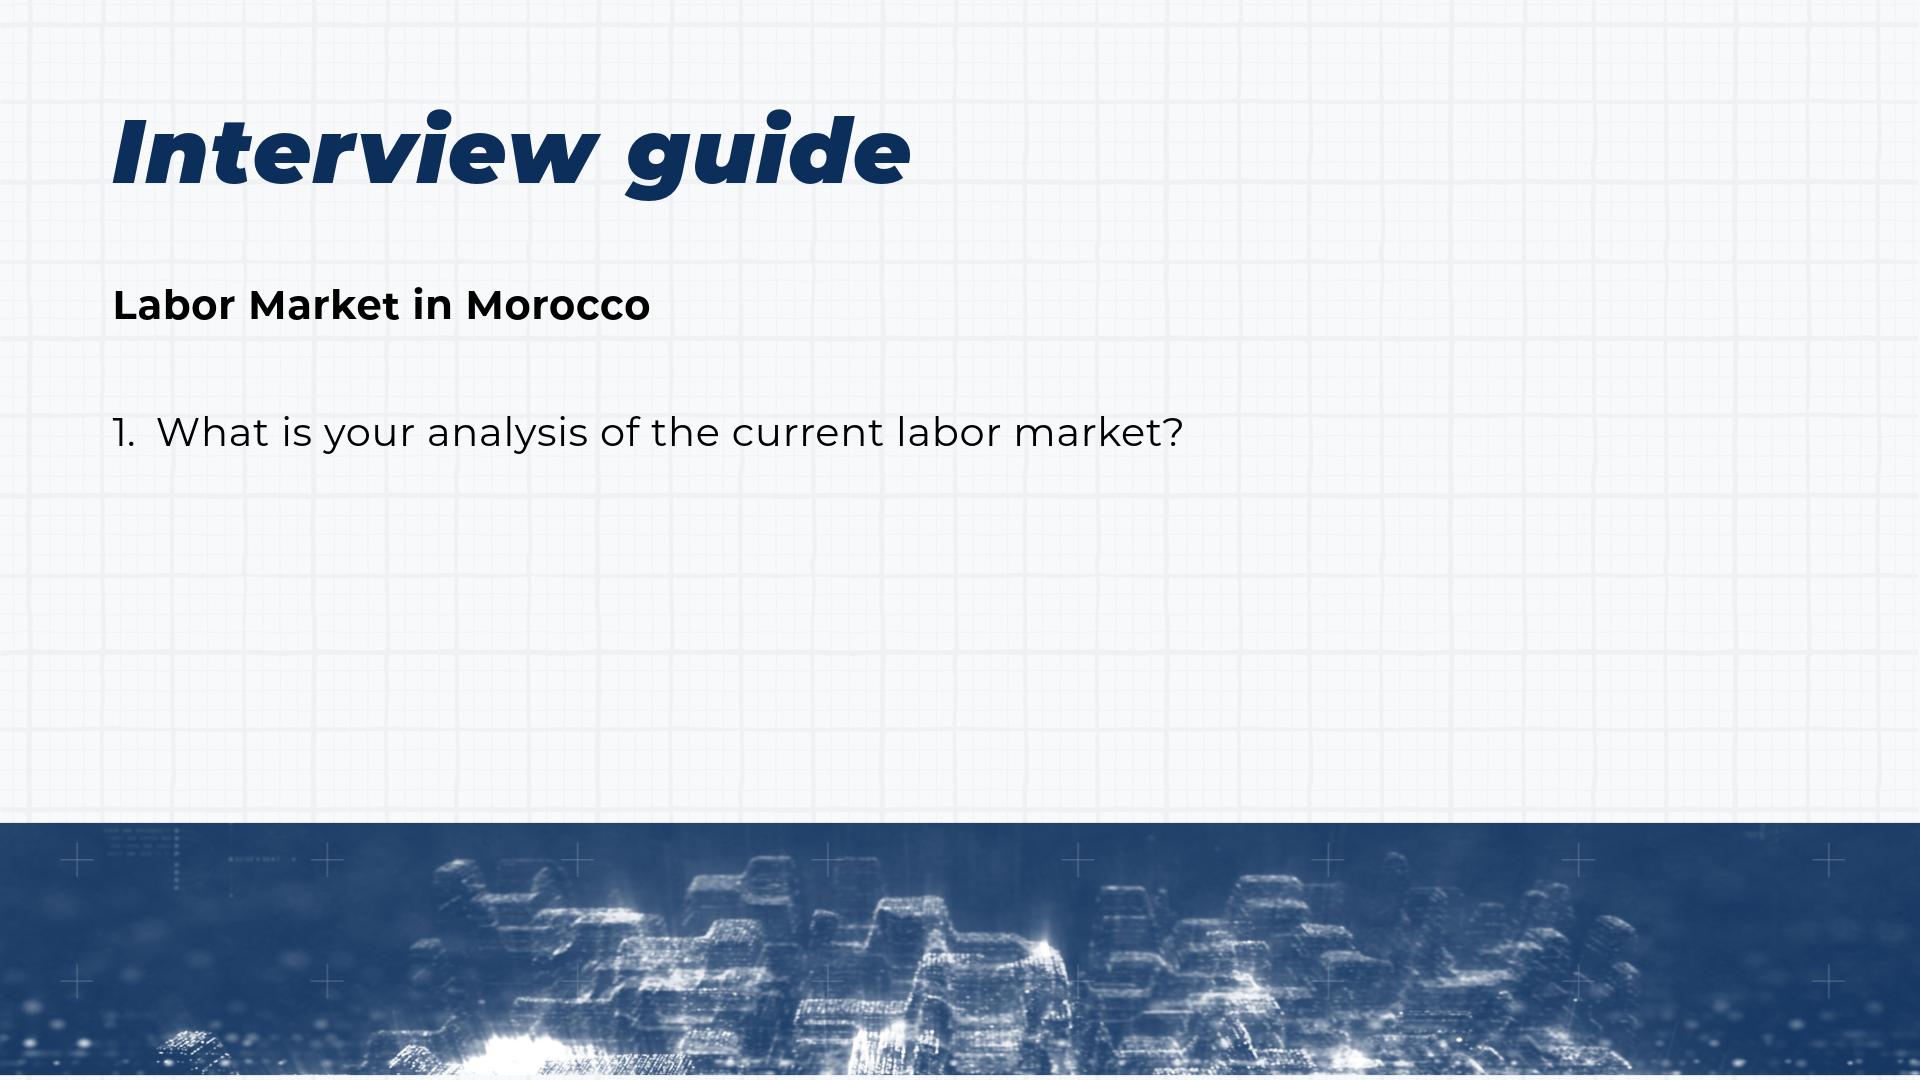 Interview guide
Labor Market in Morocco
1. What is your analysis of the current labor market?